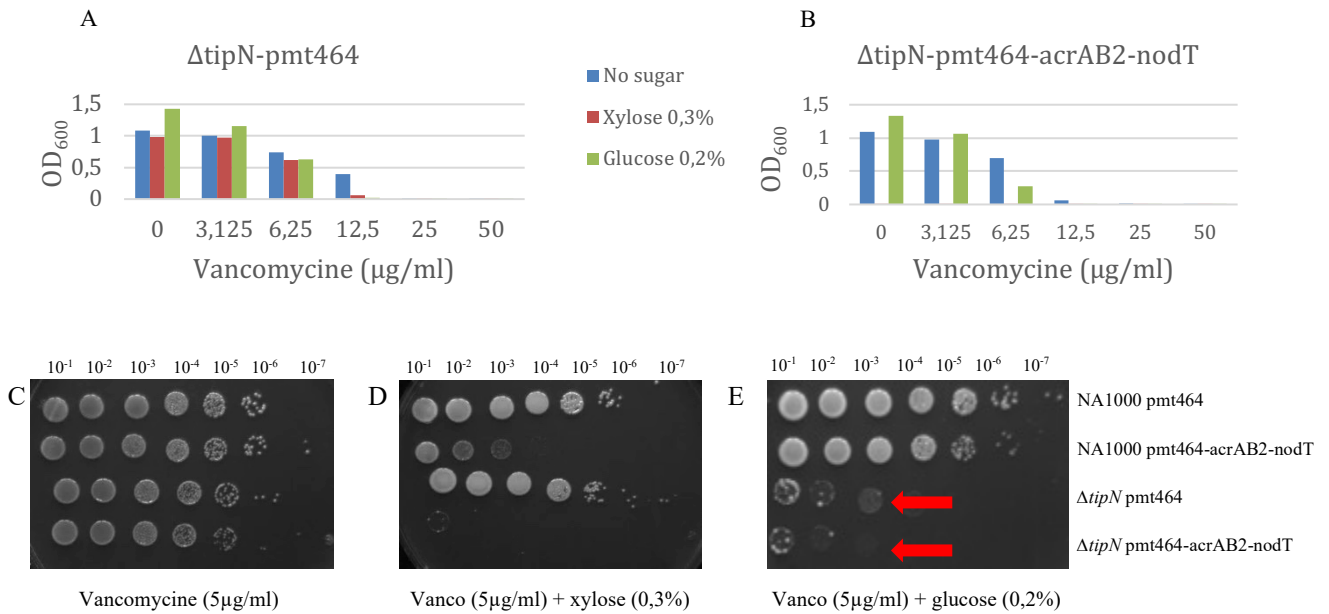 A
B
ΔtipN-pmt464
ΔtipN-pmt464-acrAB2-nodT
No sugar
Xylose 0,3%
Glucose 0,2%
OD600
1,5
1
0,5
0
0 3,125 6,25 12,5 25 50
Vancomycine (μg/ml)
OD600
1,5
1
0,5
0
0 3,125 6,25 12,5 25 50
Vancomycine (μg/ml)
10-1 10-2 10-3 10-4 10-5 10-6 10-7
10-1 10-2 10-3 10-4 10-5 10-6 10-7
10-1 10-2 10-3 10-4 10-5 10-6 10-7
C
D
E
NA1000 pmt464
NA1000 pmt464-acrAB2-nodT
ΔtipN pmt464
ΔtipN pmt464-acrAB2-nodT
Vancomycine (5μg/ml)
Vanco (5μg/ml) + xylose (0,3%)
Vanco (5μg/ml) + glucose (0,2%)